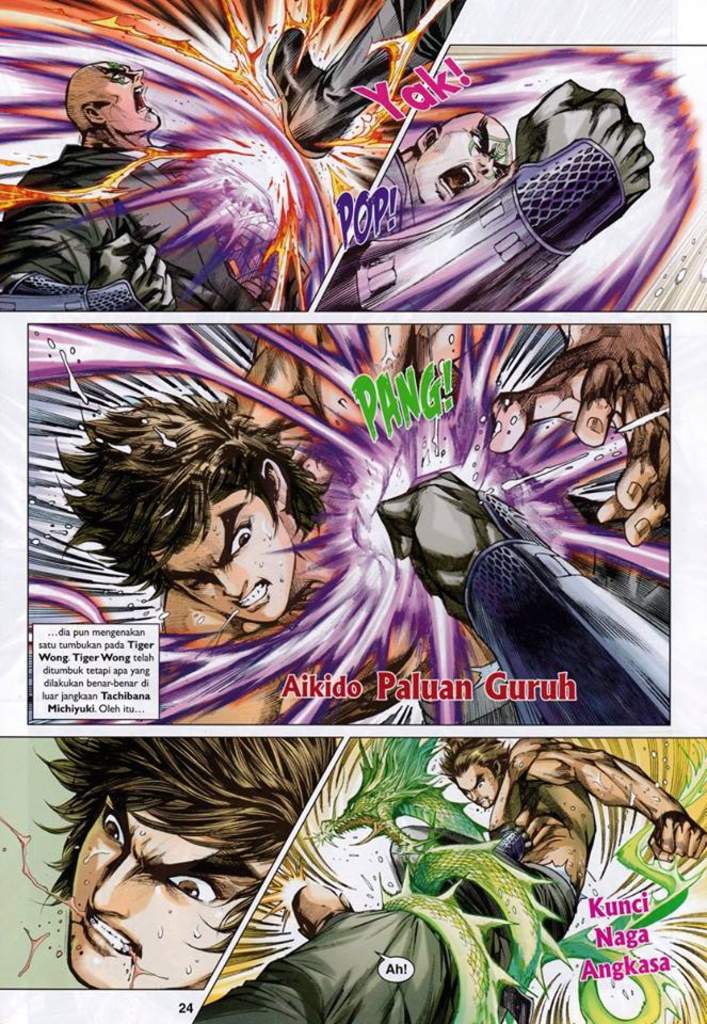 Yak!
POP!
PANG!
...dia pun mengenakan
satu tumbukan pada Tiger
Wong. Tiger Wong telah
ditumbuk tetapi apa yang
dilakukan benar-benar di
luar jangkaan Tachibana
Michiyuki. Oleh itu...
Aikido Paluan Guruh
Ah!
Kunci
Naga
Angkasa
24